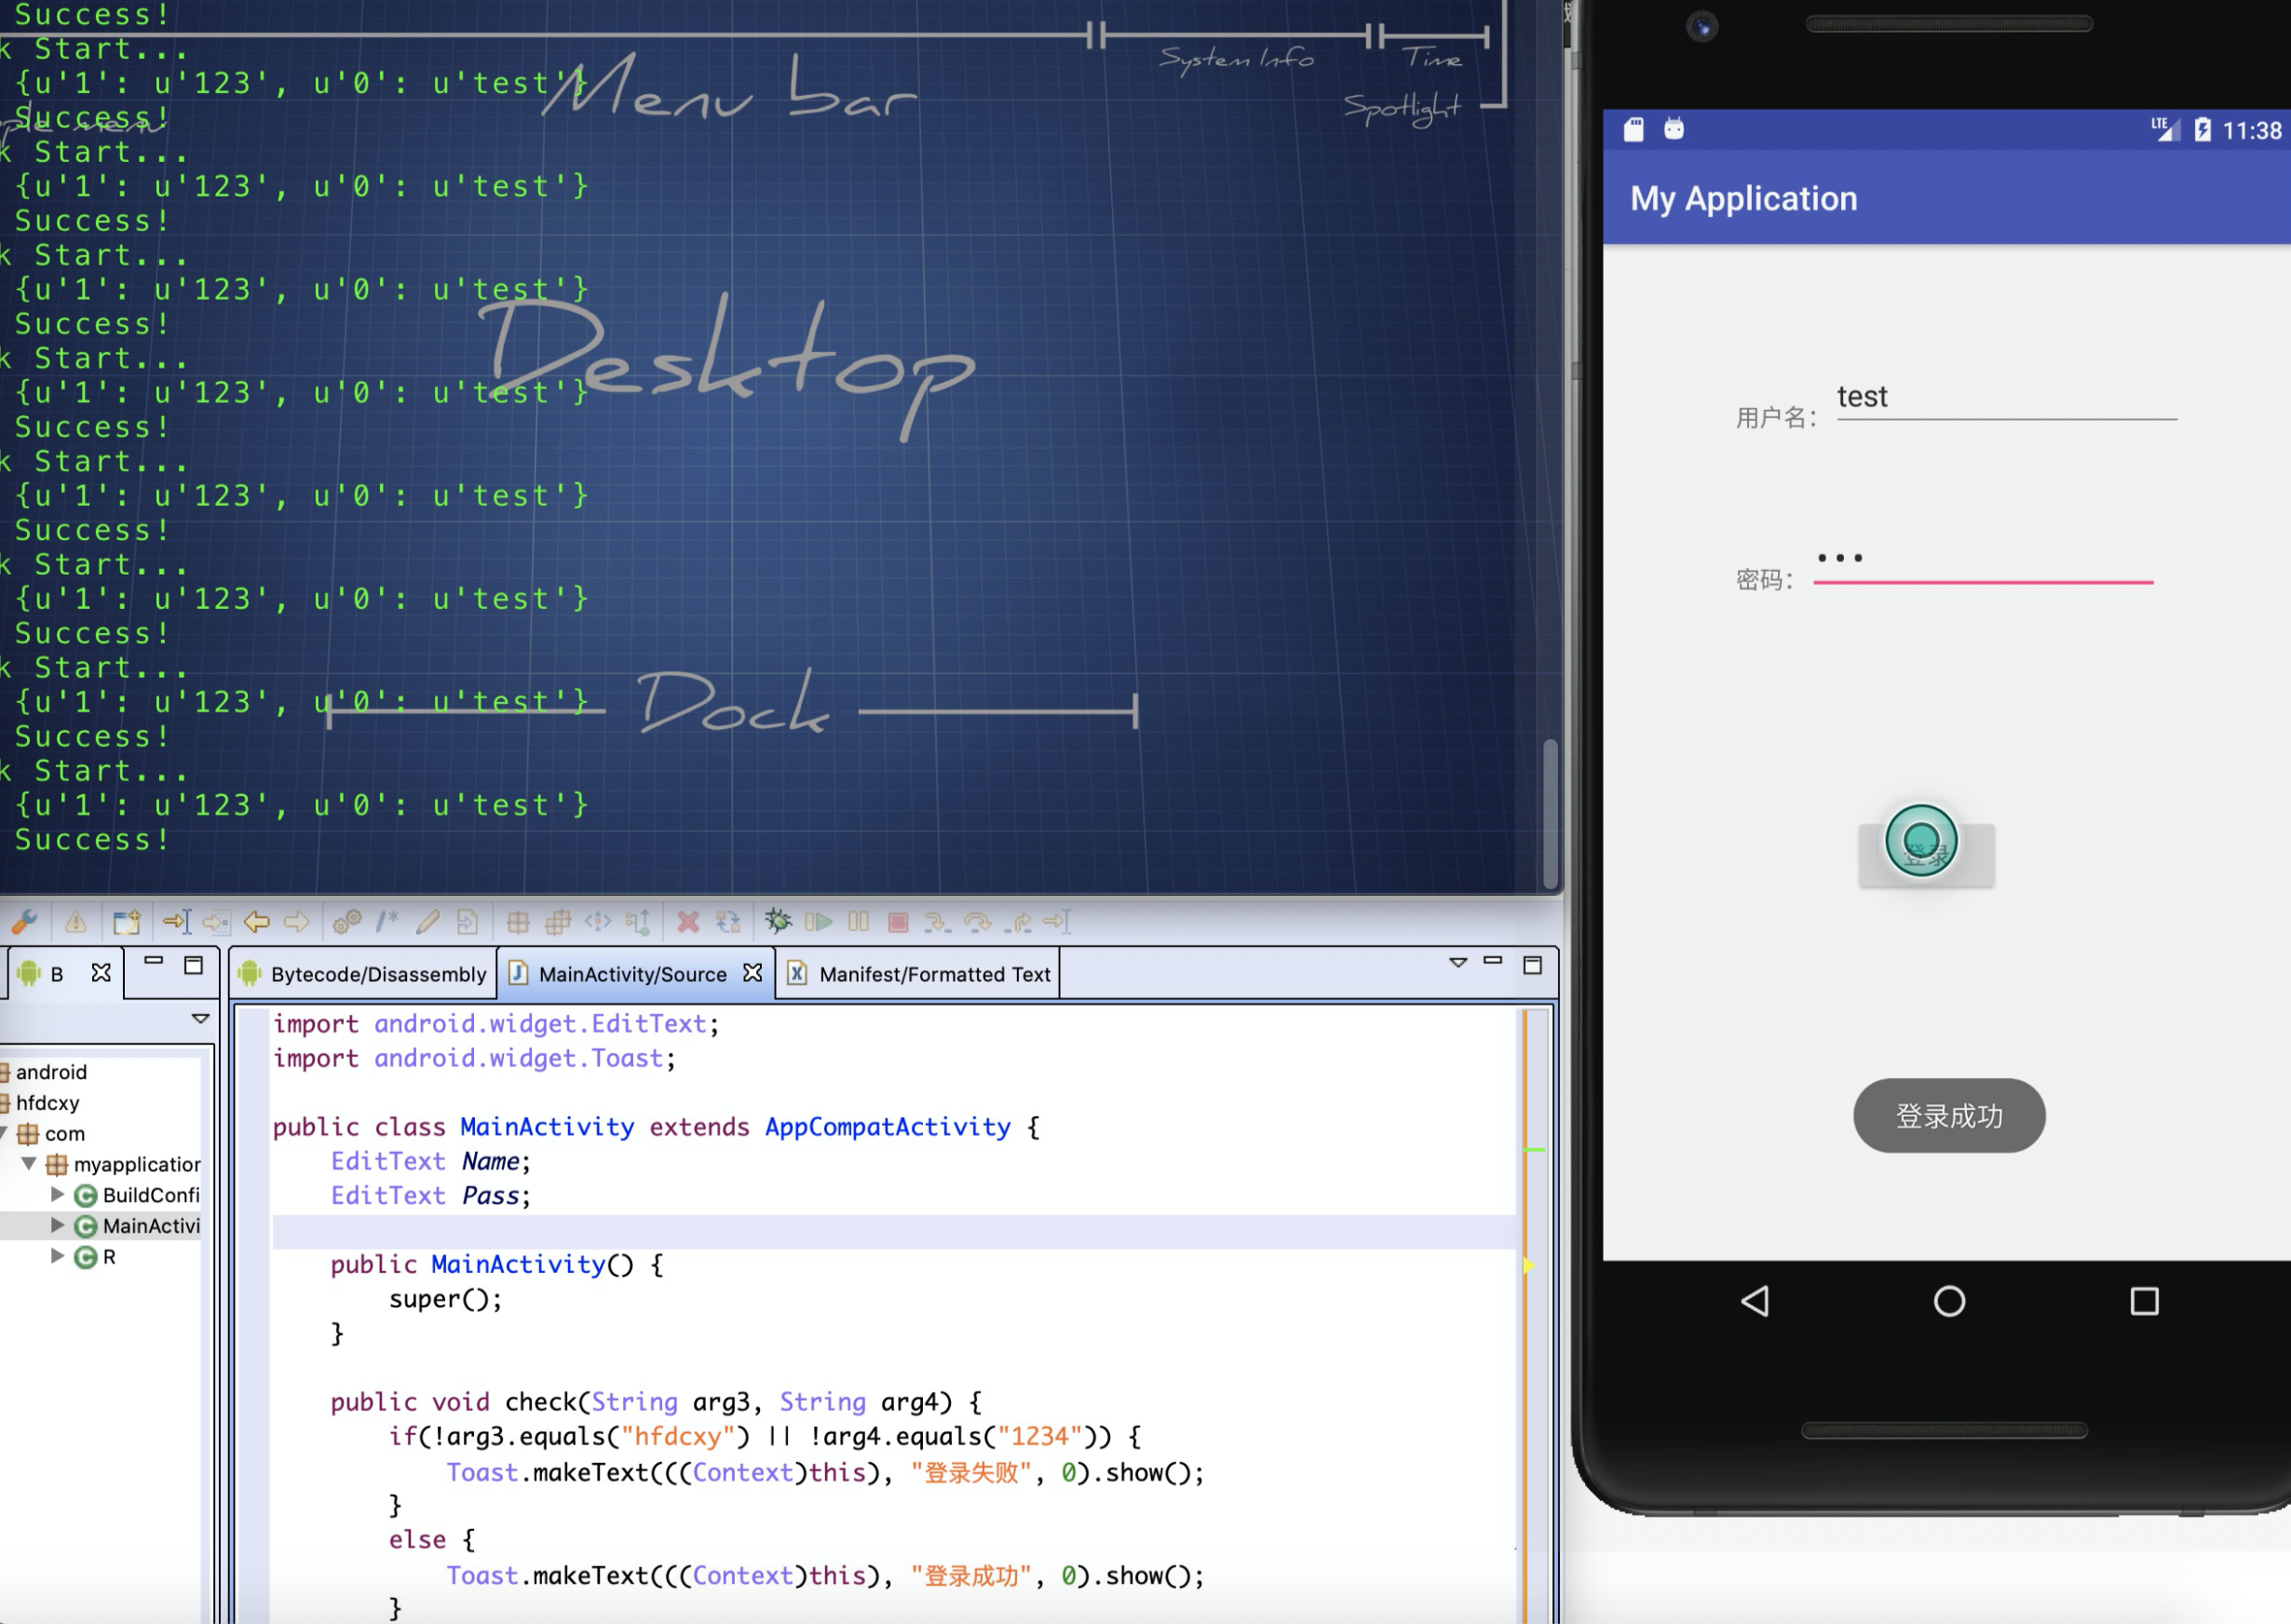 Success!
k Start...
{u'1': u'123', u'0': u'test'}
Success!
k Start...
{u'1': u'123', u'0': u'test'}
Success!
k Start...
{u'1': u'123', u'0': u'test'}
Success!
k Start...
{u'1': u'123', u'0': u'test'}
Success!
k Start...
{u'1': u'123', u'0': u'test'}
Success!
k Start...
{u'1': u'123', u'0': u'test'}
Success!
k Start...
{u'1': u'123', u'0': u'test'}
Success!
k Start...
{u'1': u'123', u'0': u'test'}
Success!
Menu bar
System Info
Time
Spotlight
ple menu
Desktop
Dock
B
Bytecode/Disassembly
MainActivity/Source
Manifest/Formatted Text
android
hfdcxy
com
myapplication
BuildConfi
MainActivi
R
import android.widget.EditText;
import android.widget.Toast;
public class MainActivity extends AppCompatActivity {
EditText Name;
EditText Pass;
public MainActivity() {
super();
}
public void check(String arg3, String arg4) {
if(!arg3.equals("hfdcxy") || !arg4.equals("1234")) {
Toast.makeText(((Context)this), "登录失败", 0).show();
}
else {
Toast.makeText(((Context)this), "登录成功", 0).show();
}
LTE
11:38
My Application
用户名：
test
密码：
•••
登录
登录成功